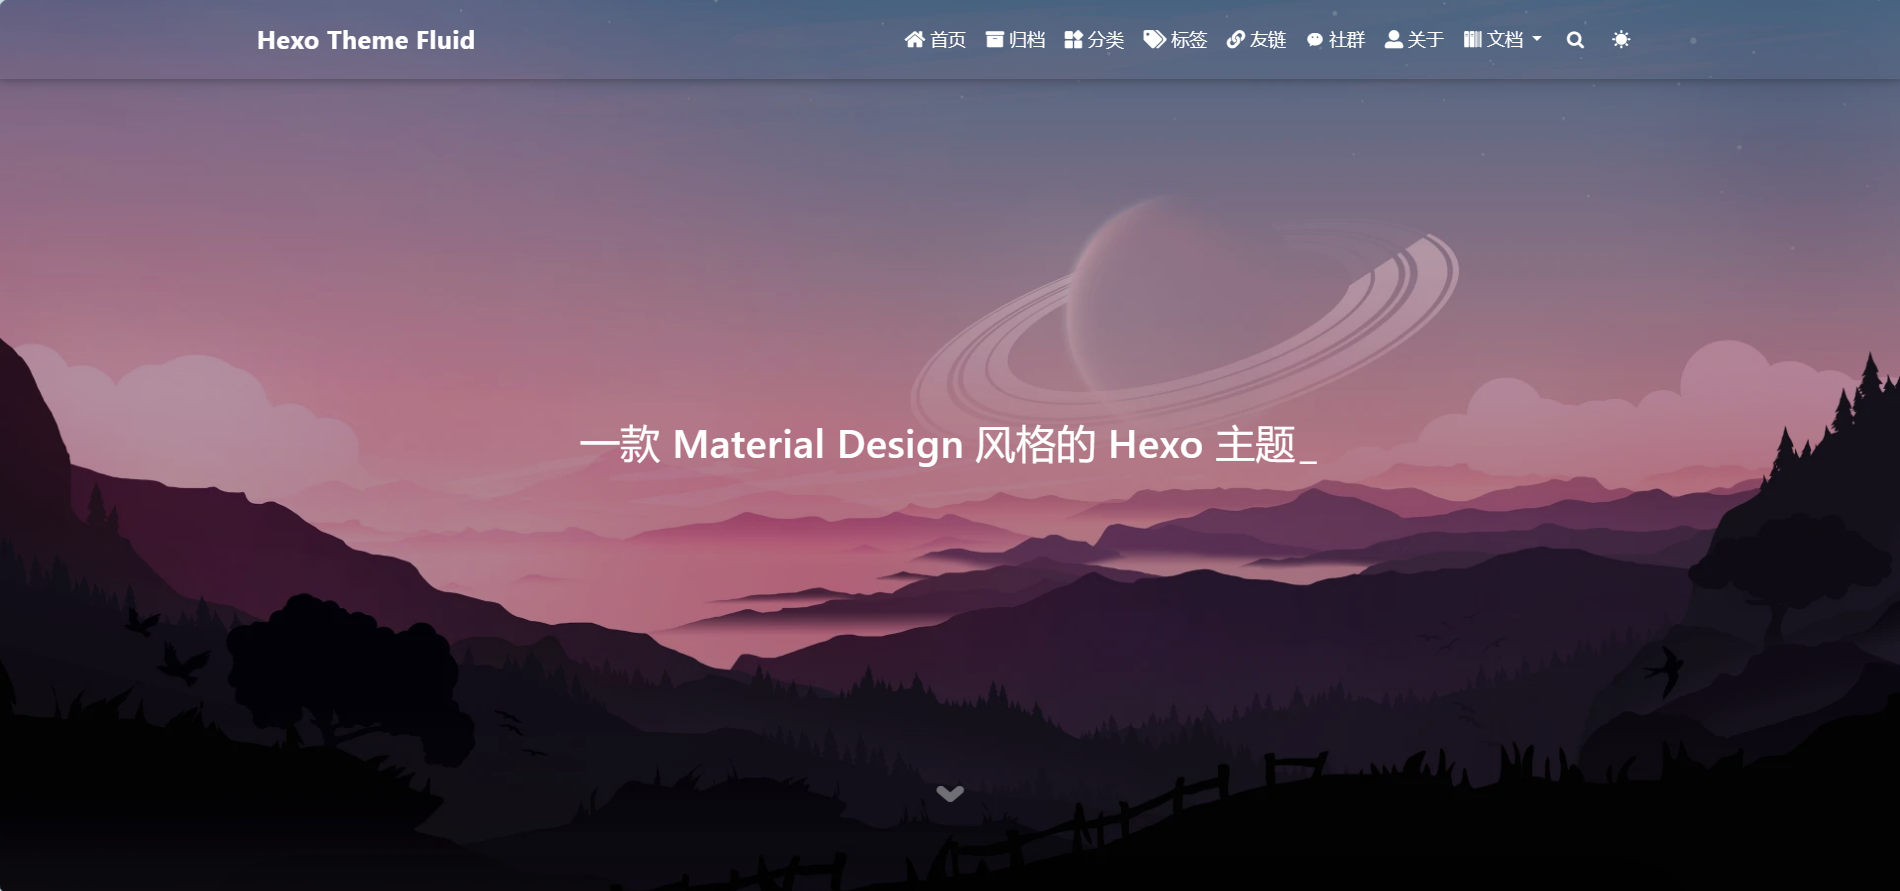 Hexo Theme Fluid 首页 归档 分类 标签 友链 社群 关于 文档
一款 Material Design 风格的 Hexo 主题_